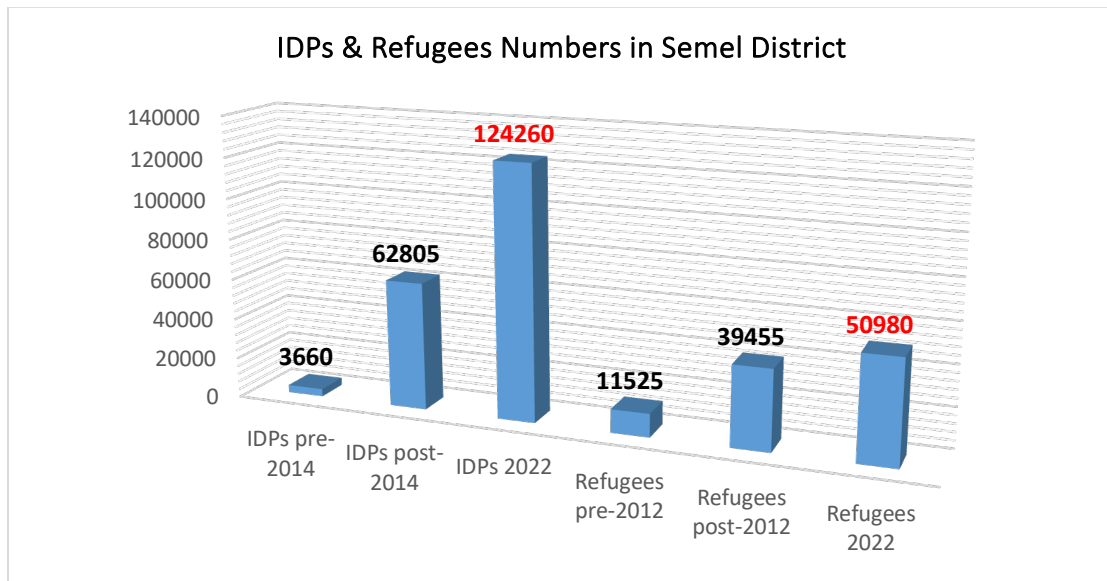 IDPs & Refugees Numbers in Semel District
140000
120000
100000
80000
60000
40000
20000
0
3660
62805
124260
11525
39455
50980
IDPs pre-
2014
IDPs post-
2014
IDPs 2022
Refugees
pre-2012
Refugees
post-2012
Refugees
2022